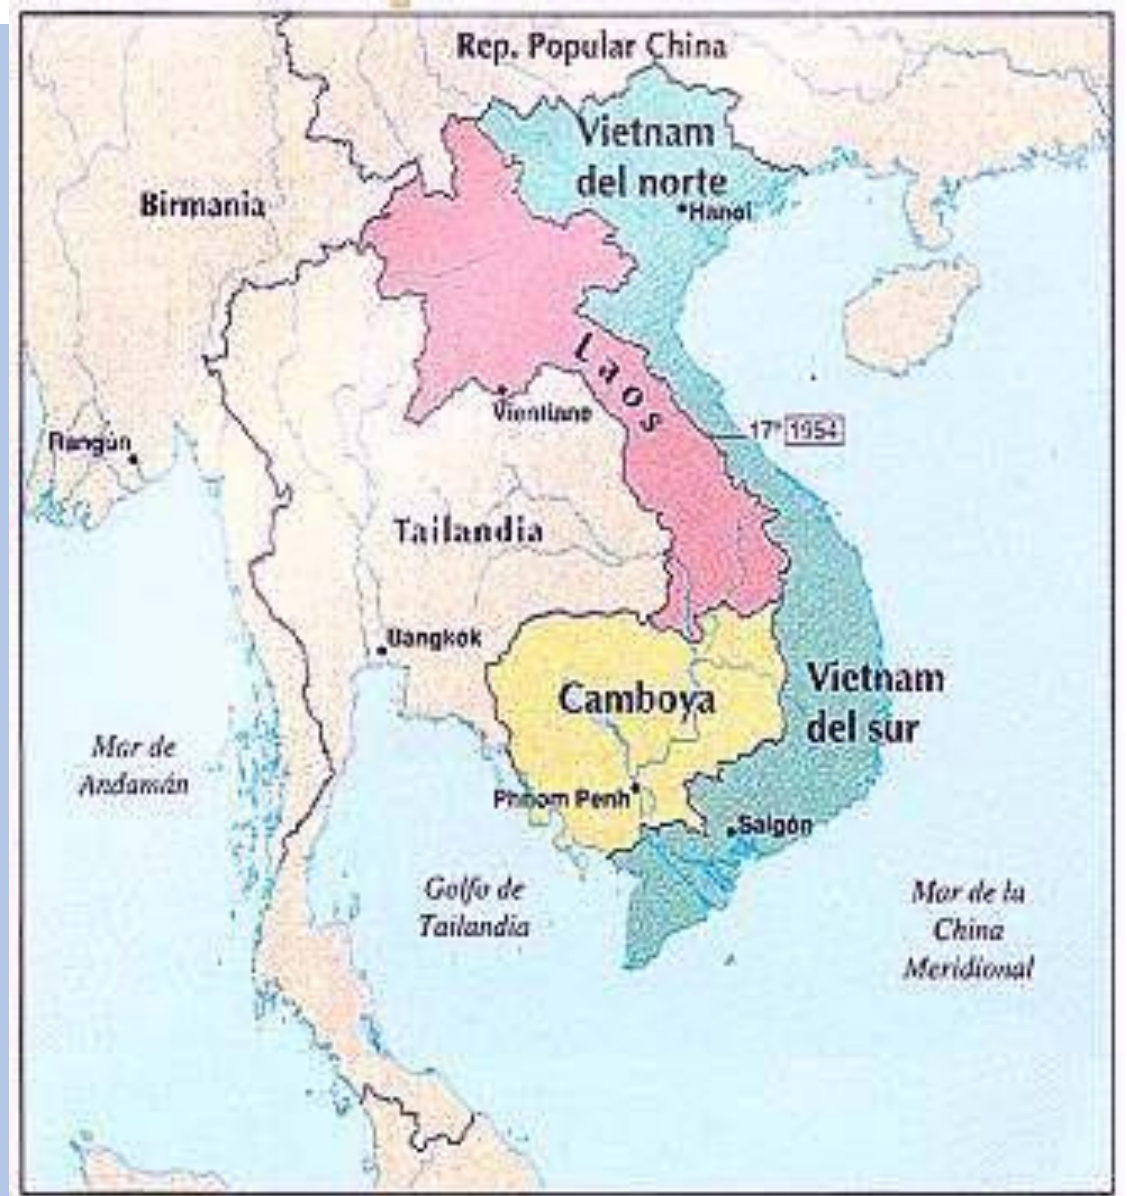 Rep. Popular China
Vietnam
del norte
Hanoi
Birmania
Laos
Vientiane
Rangún
17° 1954
Tailandia
Bangkok
Camboya
Vietnam
del sur
Mar de
Andamán
Phnom Penh
Saigón
Golfo de
Tailandia
Mar de la
China
Meridional